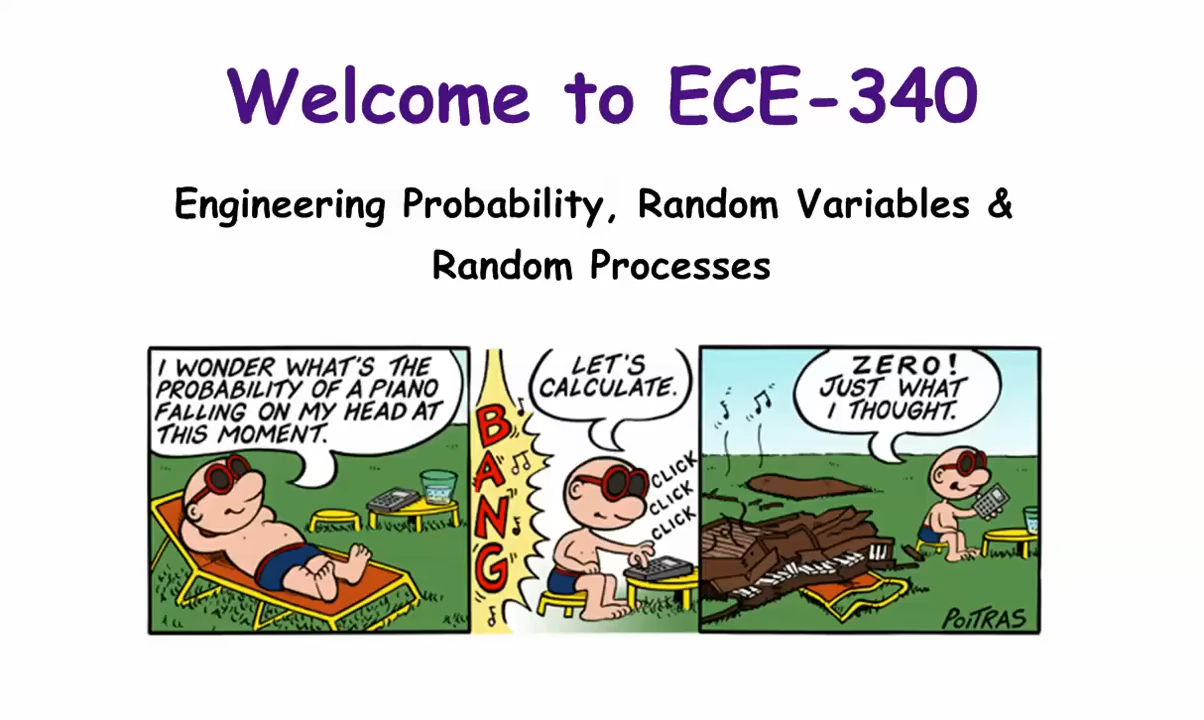 Welcome to ECE-340
Engineering Probability, Random Variables &
Random Processes
I WONDER WHAT'S THE
PROBABILITY OF A PIANO
FALLING ON MY HEAD AT
THIS MOMENT.
BANG
LET'S
CALCULATE.
CLICK
CLICK
CLICK
ZERO!
JUST WHAT
I THOUGHT.
POiTRAS